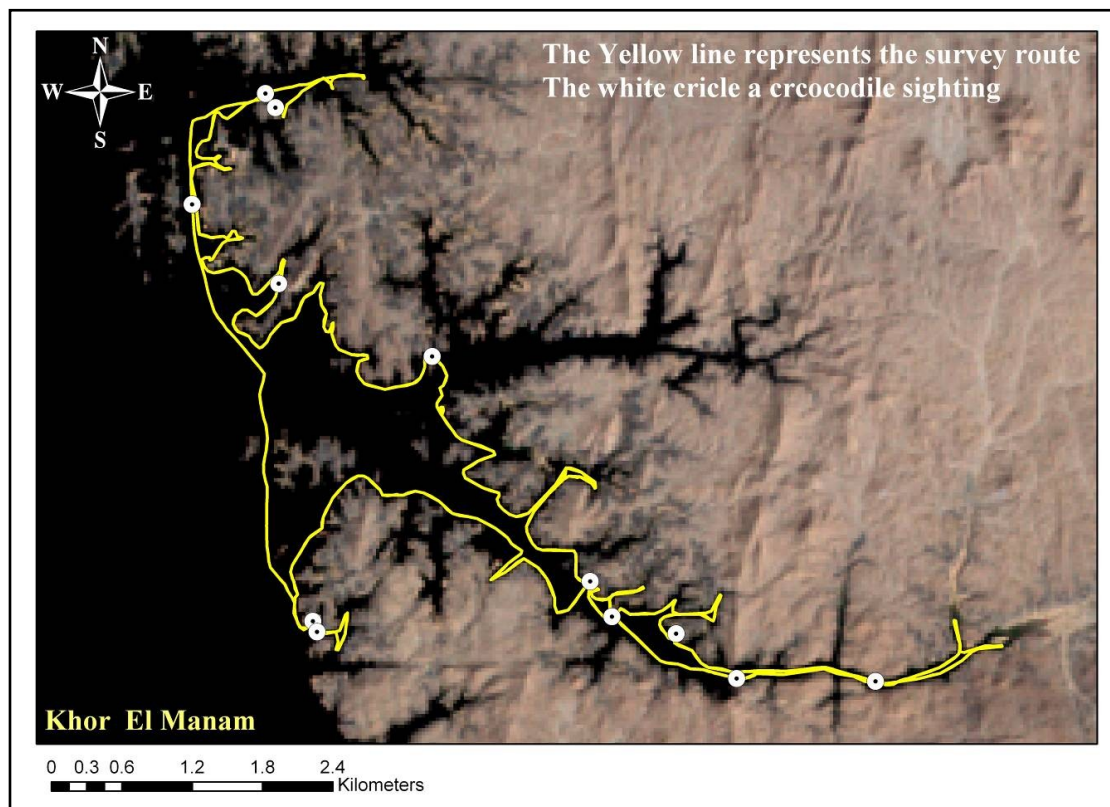 The Yellow line represents the survey route
The white cricle a crcocodile sighting
N
W E
S
Khor El Manam
0 0.3 0.6 1.2 1.8 2.4
Kilometers